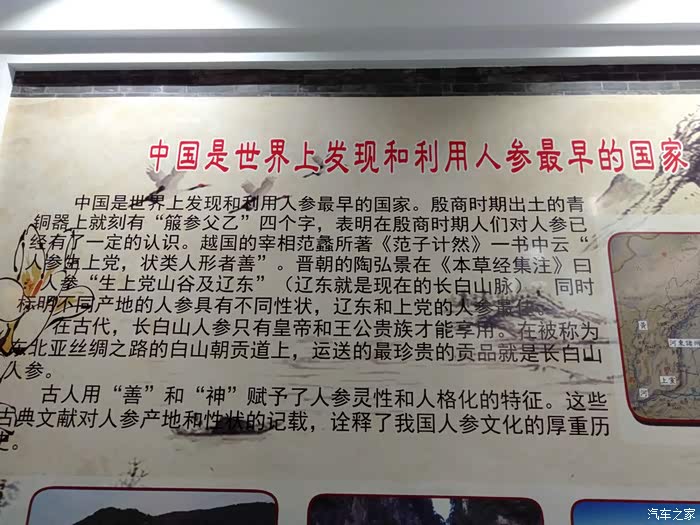 中国是世界上发现和利用人参最早的国家
中国是世界上发现和利用人参最早的国家。殷商时期出土的青
铜器上就刻有“箙参父乙”四个字，表明在殷商时期人们对人参已
经有了一定的认识。越国的宰相范蠡所著《范子计然》一书中云“
人参出上党，状类人形者善”。晋朝的陶弘景在《本草经集注》曰
人参“生上党山谷及辽东”（辽东就是现在的长白山脉），同时
标明不同产地的人参具有不同性状，辽东和上党的人参最佳。
在古代，长白山人参只有皇帝和王公贵族才能享用。在被称为
东北亚丝绸之路的白山朝贡道上，运送的最珍贵的贡品就是长白山
人参。
古人用“善”和“神”赋予了人参灵性和人格化的特征。这些
古典文献对人参产地和性状的记载，诠释了我国人参文化的厚重历
史。
黄
河东道
上党
河
汽车之家